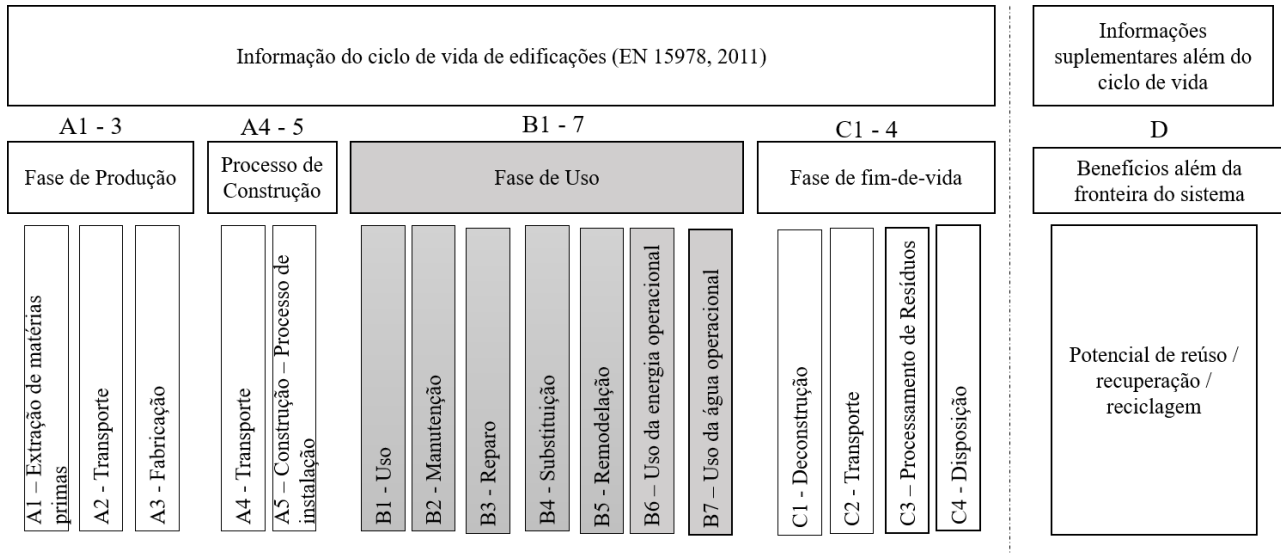 Informação do ciclo de vida de edificações (EN 15978, 2011)
Informações
suplementares além do
ciclo de vida
A1 - 3
A4 - 5
B1 - 7
C1 - 4
D
Fase de Produção
Processo de
Construção
Fase de Uso
Fase de fim-de-vida
Benefícios além da
fronteira do sistema
A1 – Extração de matérias
primas
A2 - Transporte
A3 - Fabricação
A4 - Transporte
A5 – Construção – Processo de
instalação
B1 - Uso
B2 - Manutenção
B3 - Reparo
B4 - Substituição
B5 - Remodelação
B6 – Uso da energia operacional
B7 – Uso da água operacional
C1 - Deconstrução
C2 - Transporte
C3 – Processamento de Resíduos
C4 - Disposição
Potencial de reúso /
recuperação /
reciclagem